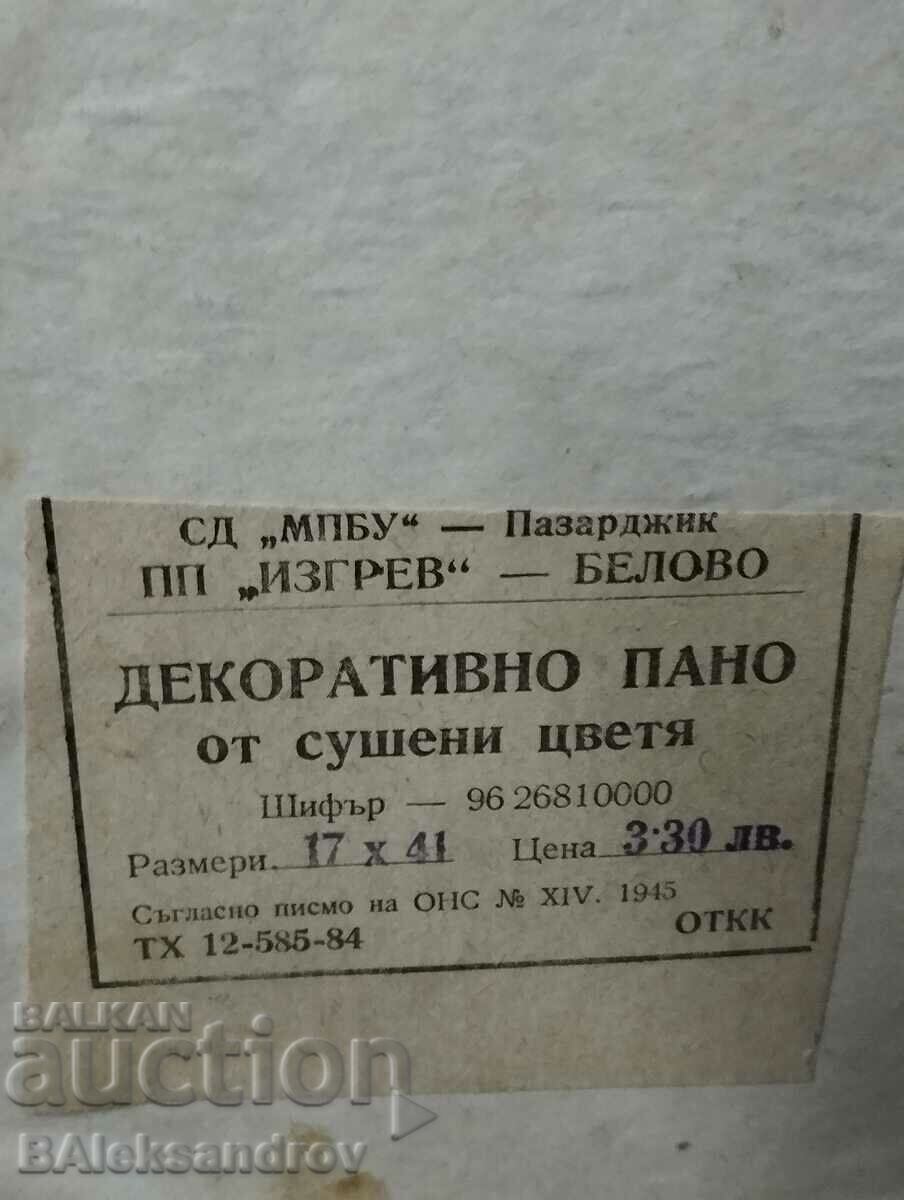 СД „МПБУ“ — Пазарджик
ПП „ИЗГРЕВ“ — БЕЛОВО
ДЕКОРАТИВНО ПАНО
от сушени цветя
Шифър — 96 26810000
Размери 17 х 41 Цена 3·30 лв.
Съгласно писмо на ОНС № XIV. 1945
ТХ 12-585-84 ОТКК
BALKAN
auction
BAleksandrov